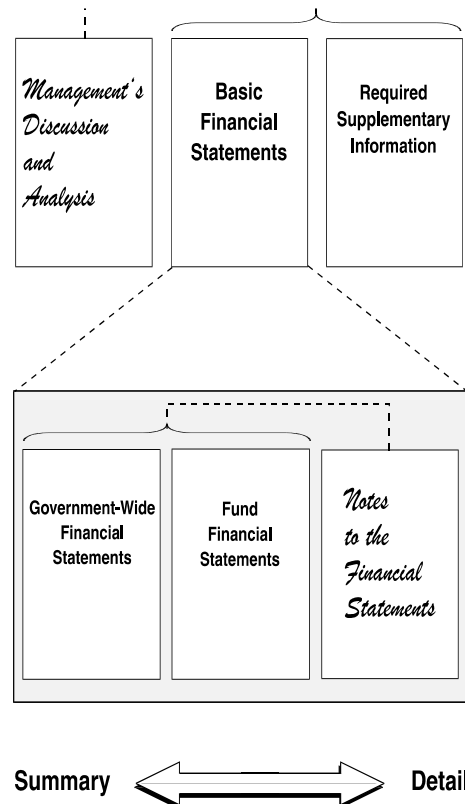 Management's
Discussion
and
Analysis
Basic
Financial
Statements
Required
Supplementary
Information
Government-Wide
Financial
Statements
Fund
Financial
Statements
Notes
to the
Financial
Statements
Summary
Detail